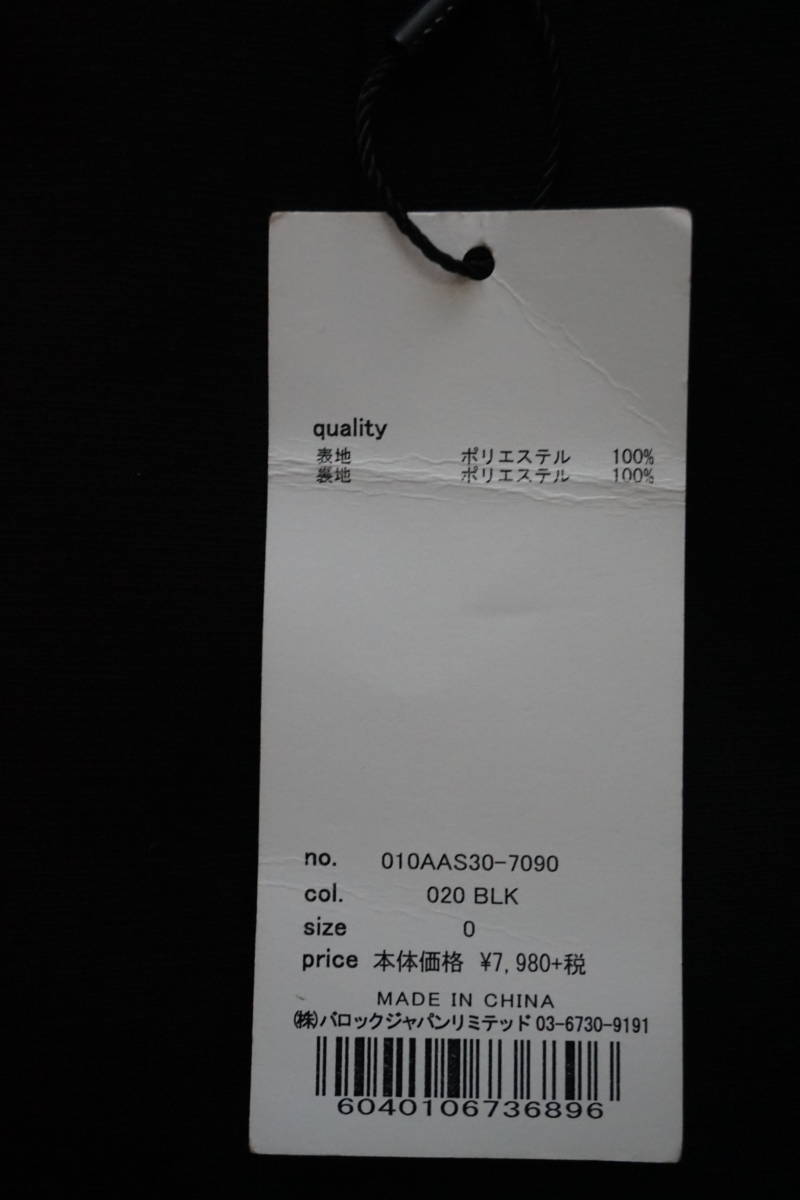 quality
表地 ポリエステル 100%
裏地 ポリエステル 100%
no. 010AAS30-7090
col. 020 BLK
size 0
price 本体価格 ¥7,980+税
MADE IN CHINA
㈱バロックジャパンリミテッド 03-6730-9191
6040106736896